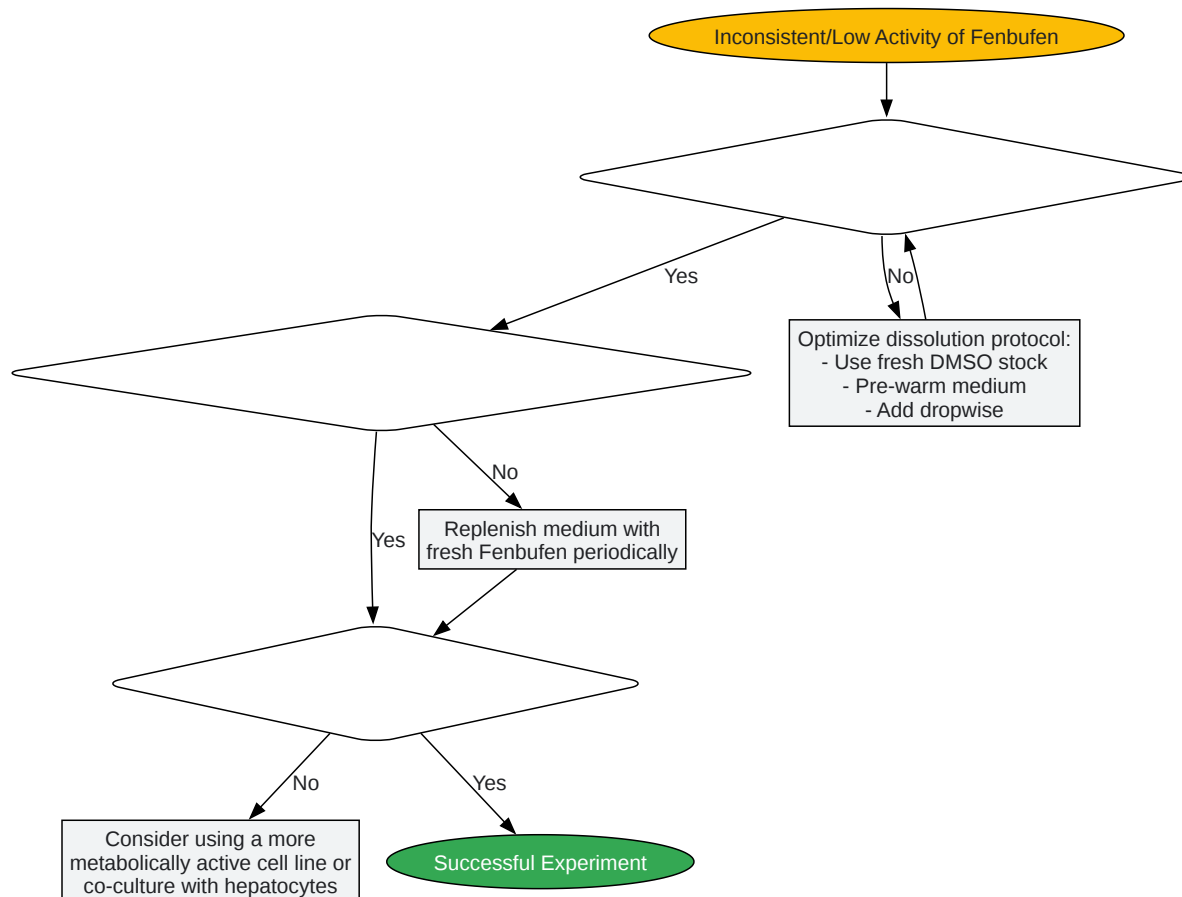 Inconsistent/Low Activity of Fenbufen
Yes
No
Optimize dissolution protocol:
- Use fresh DMSO stock
- Pre-warm medium
- Add dropwise
No
Yes
Replenish medium with
fresh Fenbufen periodically
No
Yes
Consider using a more
metabolically active cell line or
co-culture with hepatocytes
Successful Experiment